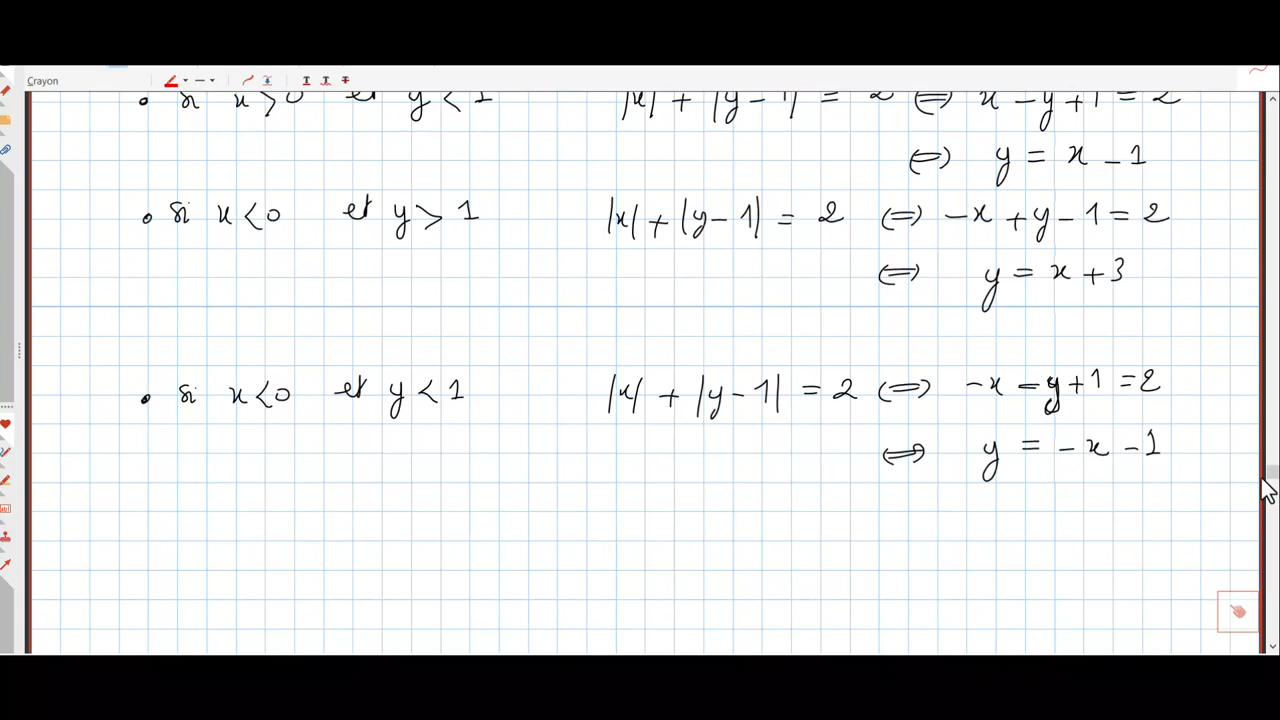 Crayon
• si x > 0 et y < 1 |x| + |y - 1| = 2 ⇔ x - y + 1 = 2
⇔ y = x - 1
• si x < 0 et y > 1 |x| + |y - 1| = 2 ⇔ -x + y - 1 = 2
⇔ y = x + 3
• si x < 0 et y < 1 |x| + |y - 1| = 2 ⇔ -x - y + 1 = 2
⇔ y = -x - 1